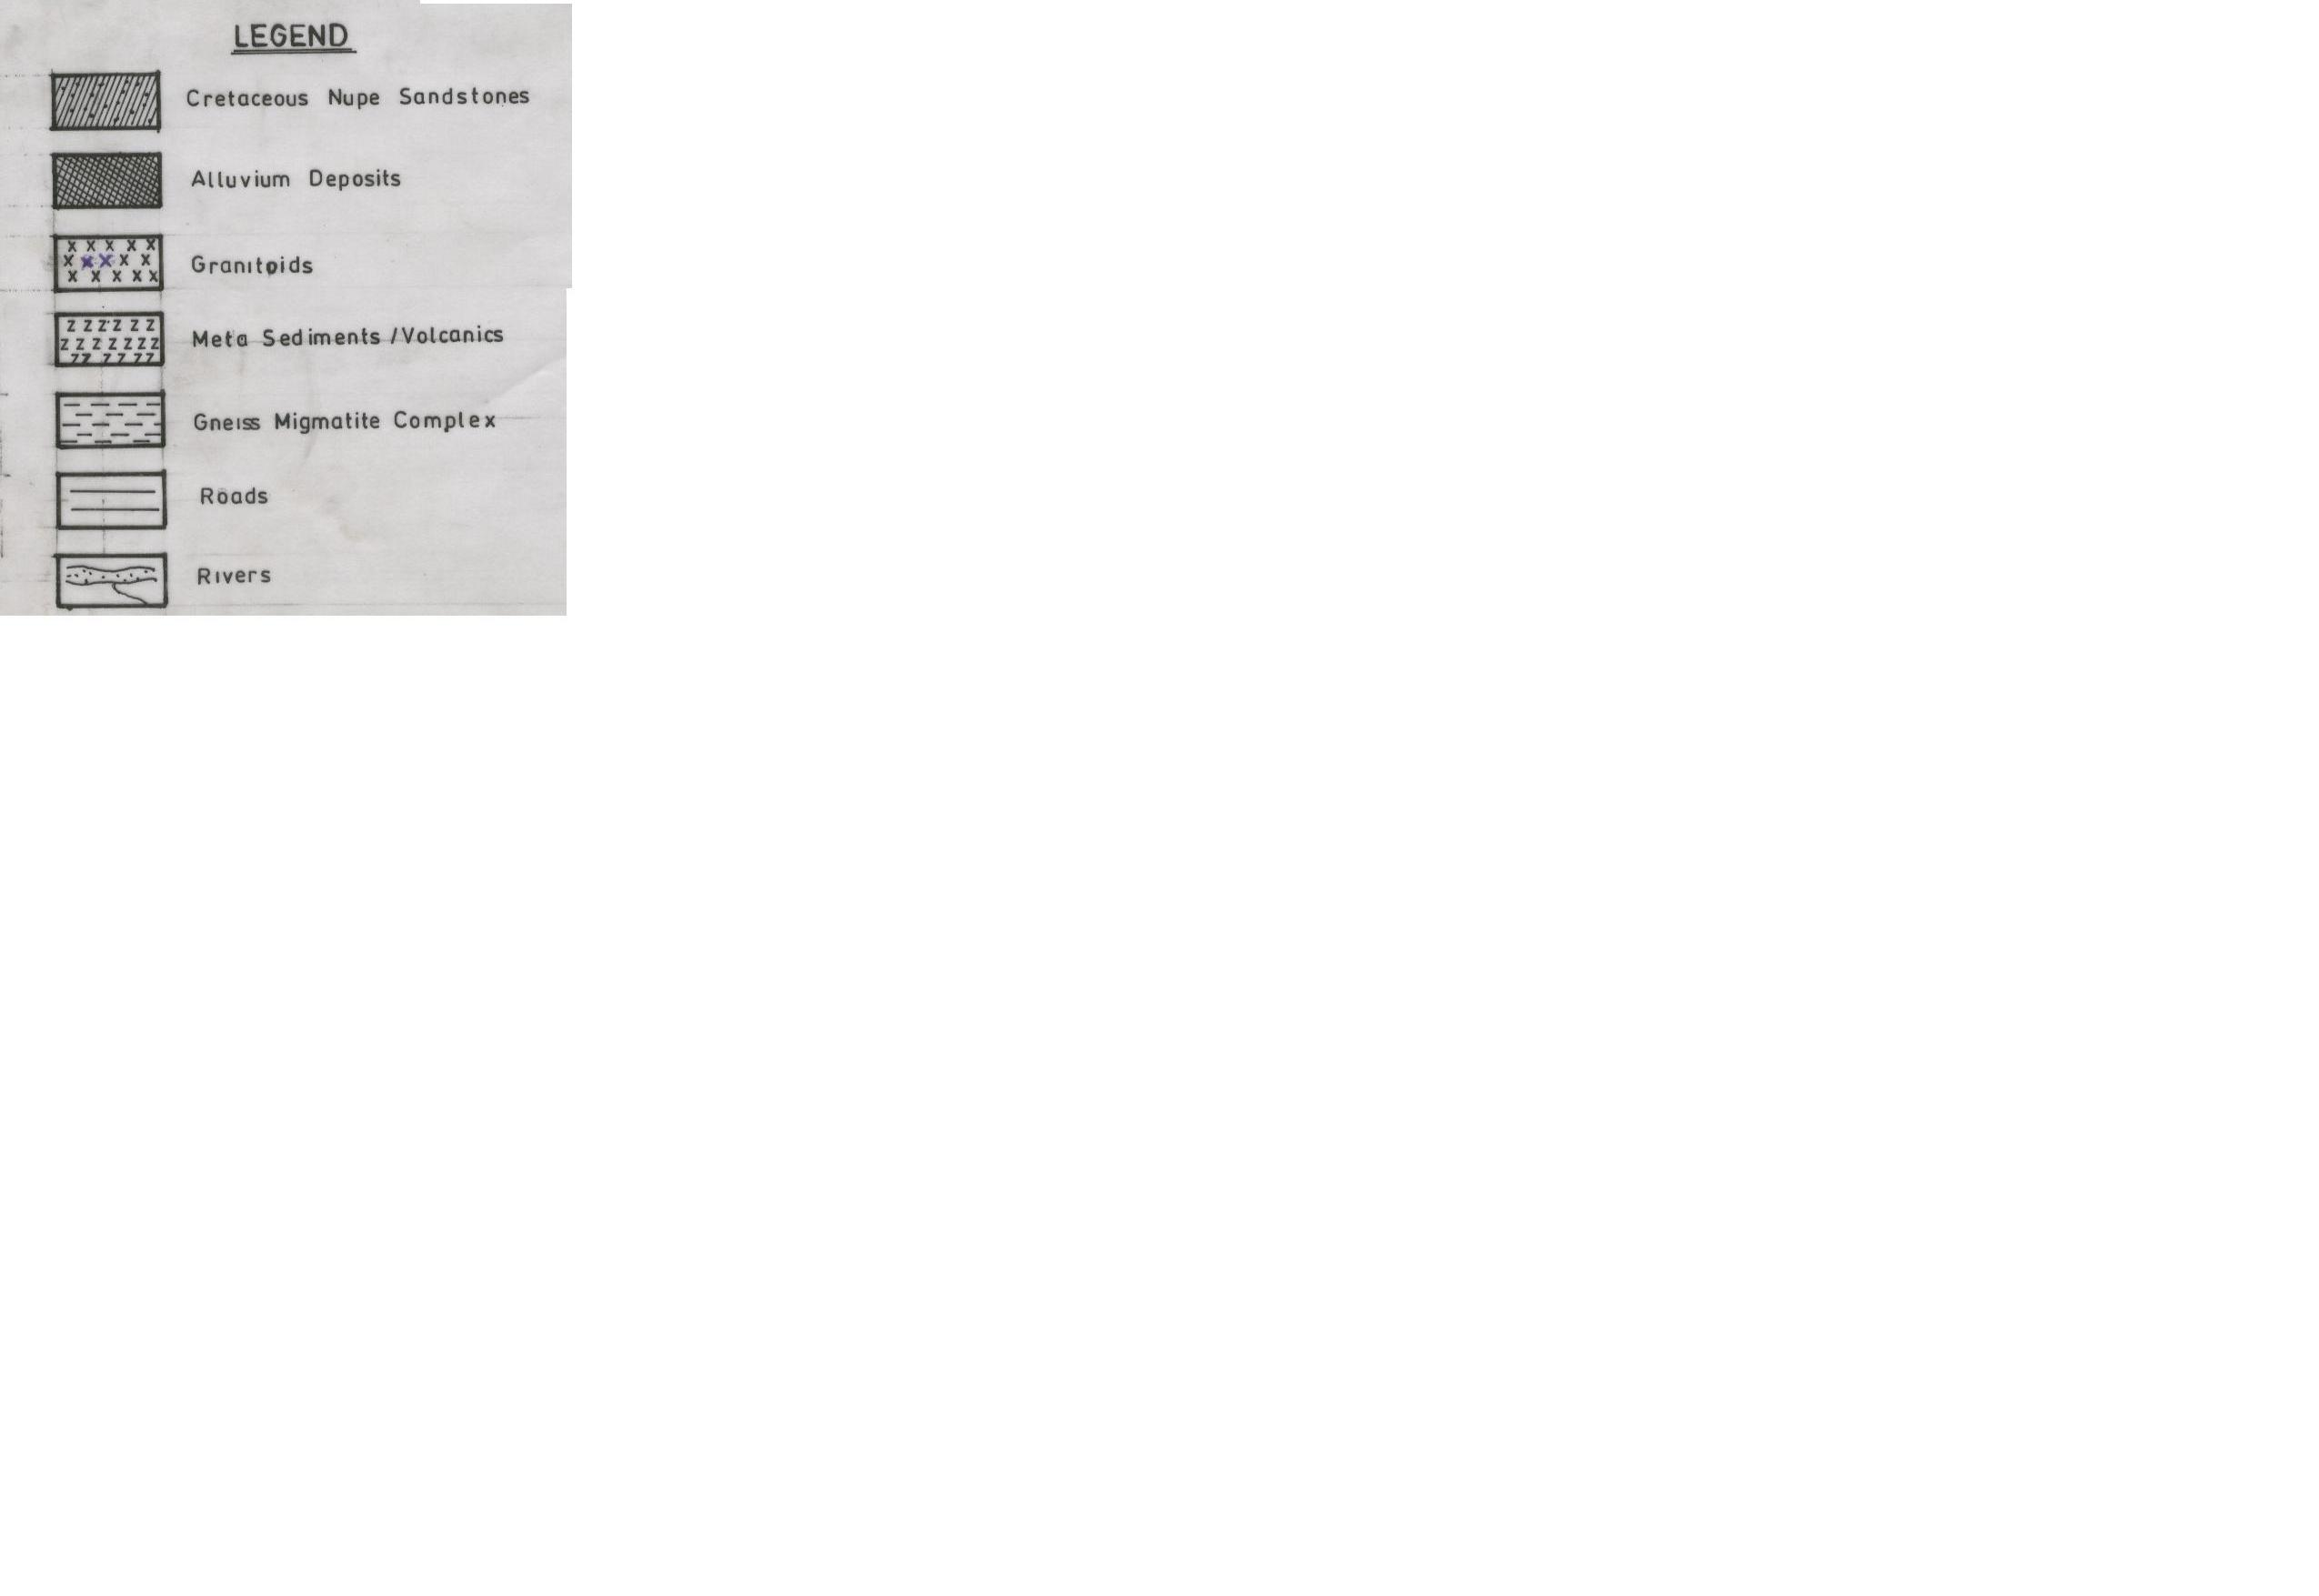 LEGEND
Cretaceous Nupe Sandstones
Alluvium Deposits
Granitoids
Meta Sediments /Volcanics
Gneiss Migmatite Complex
Roads
Rivers